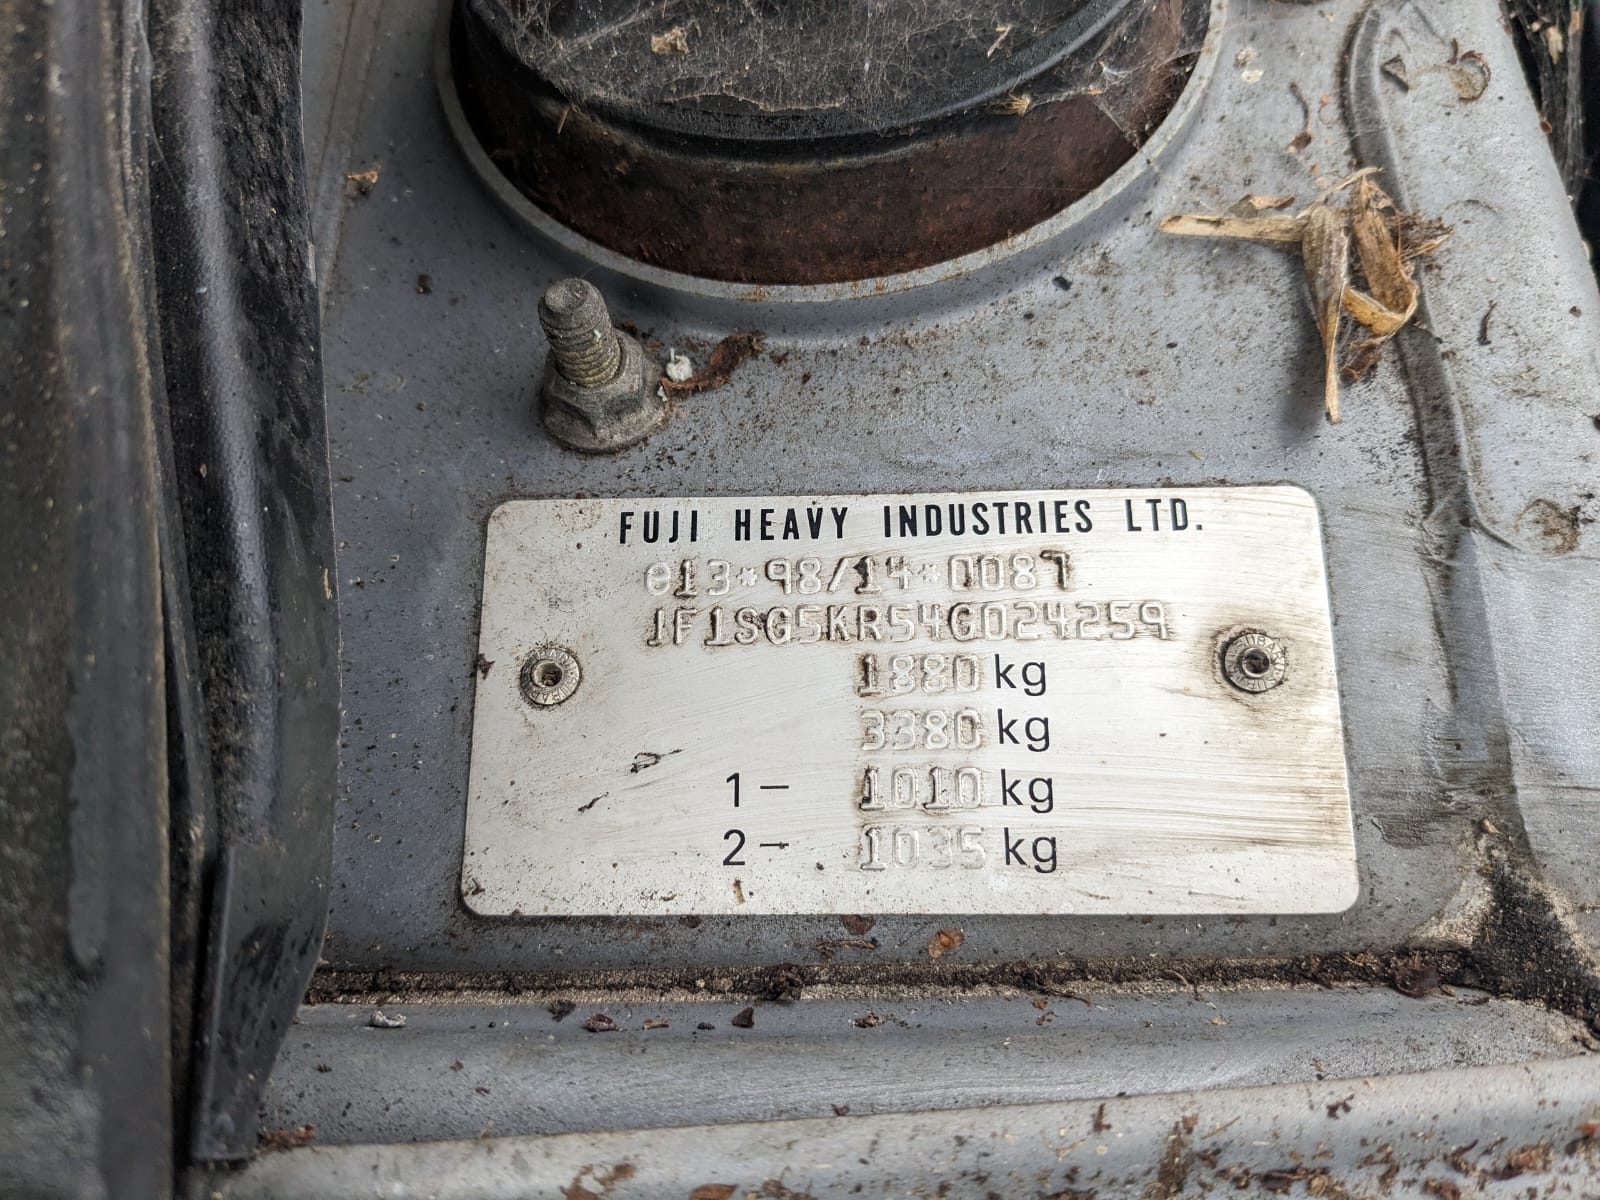 FUJI HEAVY INDUSTRIES LTD.
e13*98/14*0087
JF1SG5KR54G024259
1880 kg
3380 kg
1- 1010 kg
2- 1035 kg